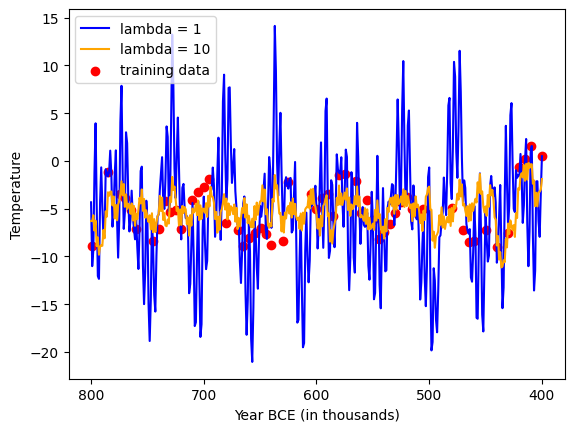 lambda = 1
lambda = 10
training data
15
10
5
0
−5
−10
−15
−20
Temperature
800
700
600
500
400
Year BCE (in thousands)